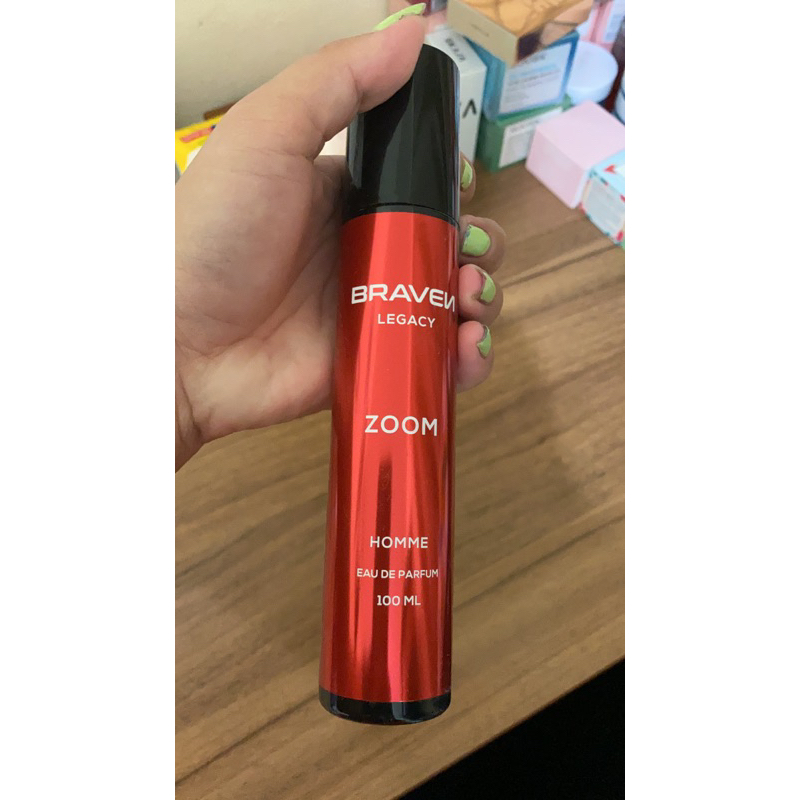 BRAVEN
LEGACY
ZOOM
HOMME
EAU DE PARFUM
100 ML